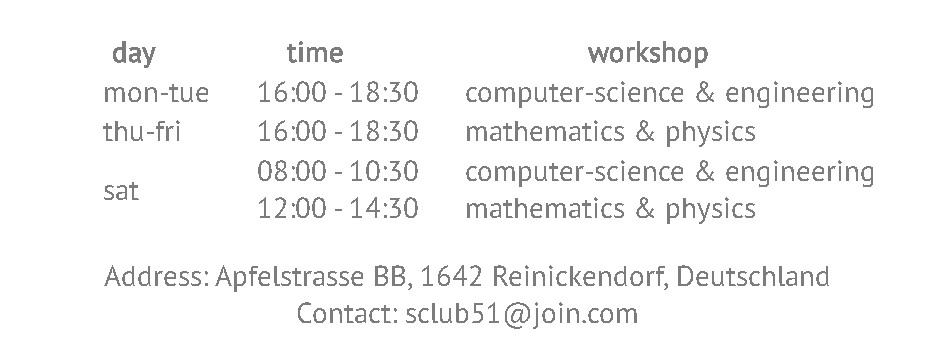 day time workshop
mon-tue 16:00 - 18:30 computer-science & engineering
thu-fri 16:00 - 18:30 mathematics & physics
sat 08:00 - 10:30 computer-science & engineering
12:00 - 14:30 mathematics & physics
Address: Apfelstrasse BB, 1642 Reinickendorf, Deutschland
Contact: sclub51@join.com